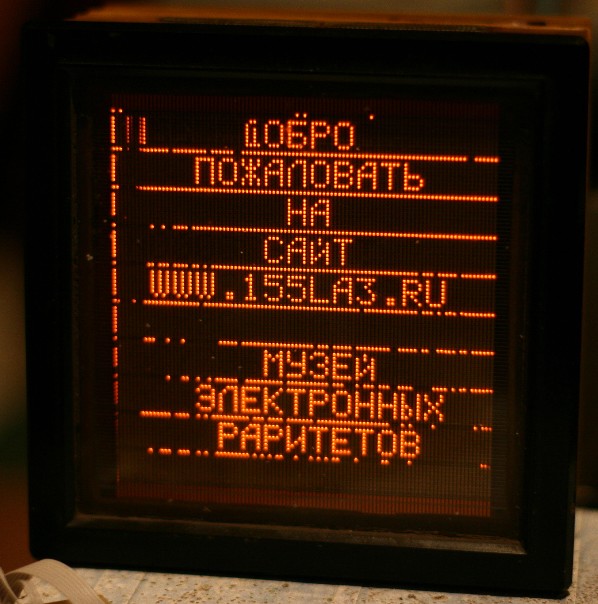 ДОБРО
ПОЖАЛОВАТЬ
НА
САЙТ
WWW.155LA3.RU
МУЗЕЙ
ЭЛЕКТРОННЫХ
РАРИТЕТОВ